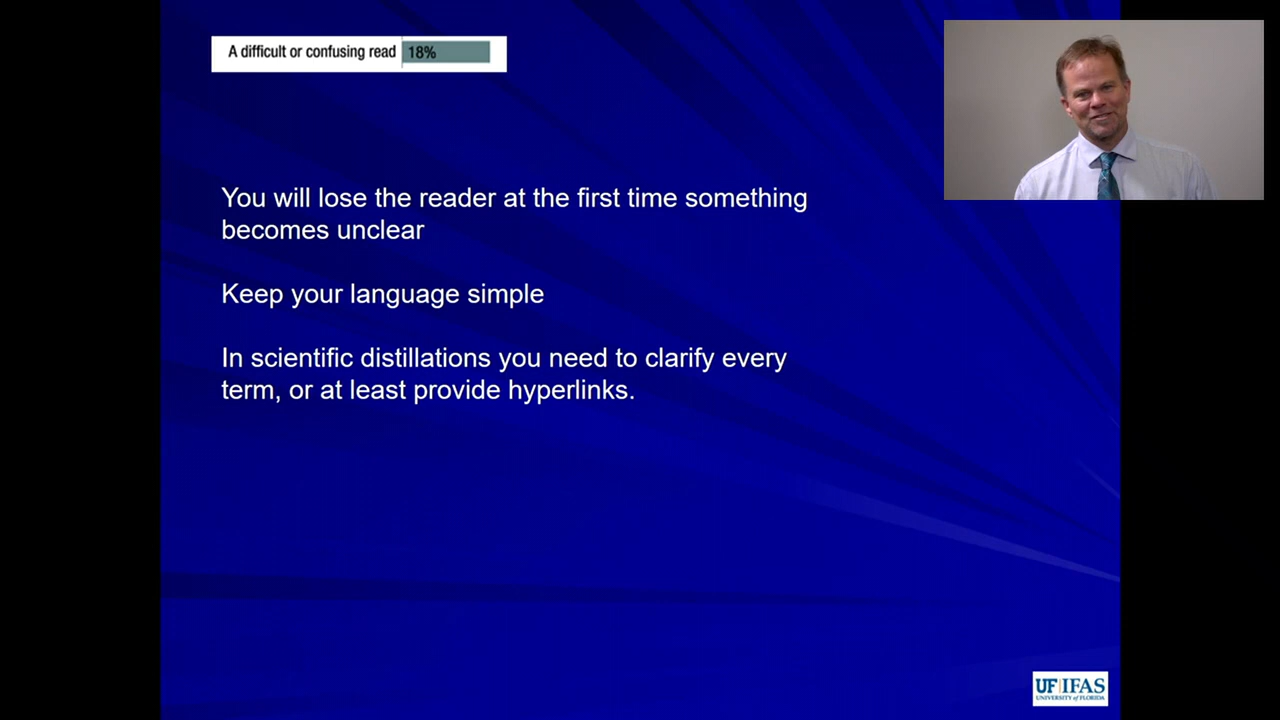 A difficult or confusing read 18%
You will lose the reader at the first time something
becomes unclear
Keep your language simple
In scientific distillations you need to clarify every
term, or at least provide hyperlinks.
UF|IFAS
UNIVERSITY of FLORIDA